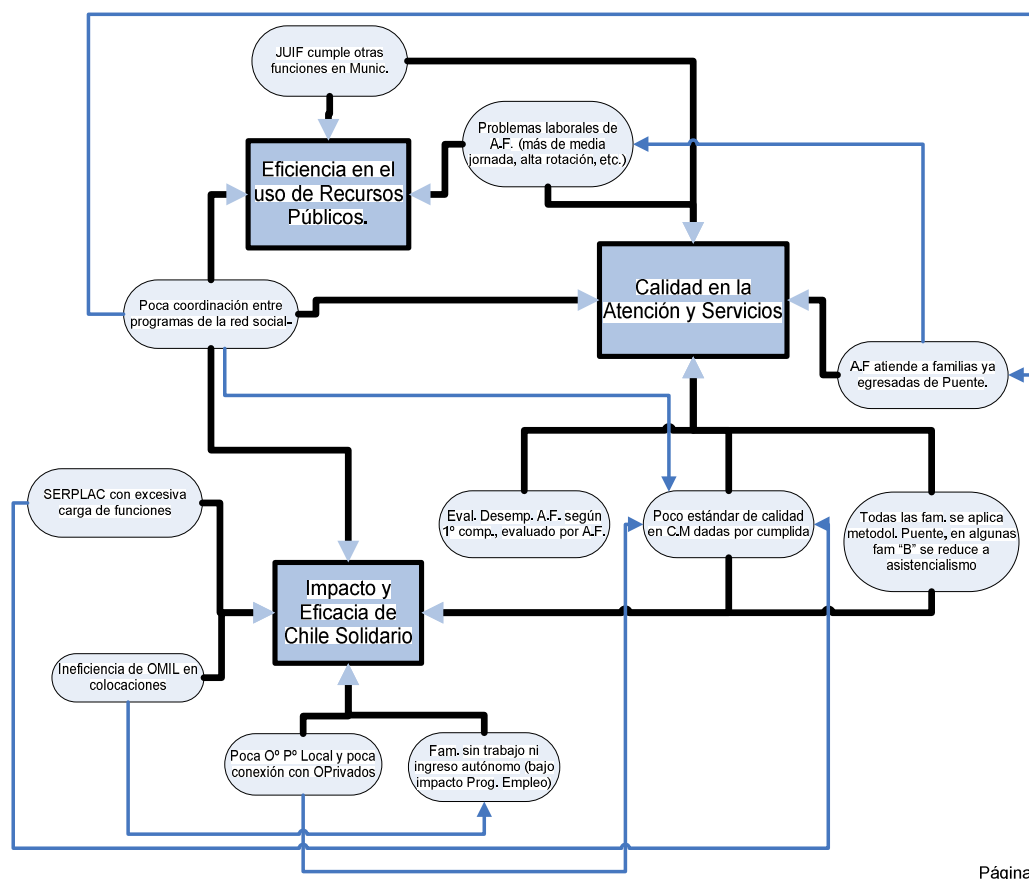 JUIF cumple otras
funciones en Munic.
Problemas laborales de
A.F. (más de media
jornada, alta rotación, etc.)
Eficiencia en el
uso de Recursos
Públicos.
Calidad en la
Atención y Servicios
Poca coordinación entre
programas de la red social-
A.F atiende a familias ya
egresadas de Puente.
SERPLAC con excesiva
carga de funciones
Eval. Desemp. A.F. según
1º comp., evaluado por A.F.
Poco estándar de calidad
en C.M dadas por cumplida
Todas las fam. se aplica
metodol. Puente, en algunas
fam “B” se reduce a
asistencialismo
Impacto y
Eficacia de
Chile Solidario
Ineficiencia de OMIL en
colocaciones
Poca Oº Pº Local y poca
conexión con OPrivados
Fam. sin trabajo ni
ingreso autónomo (bajo
impacto Prog. Empleo)
Página